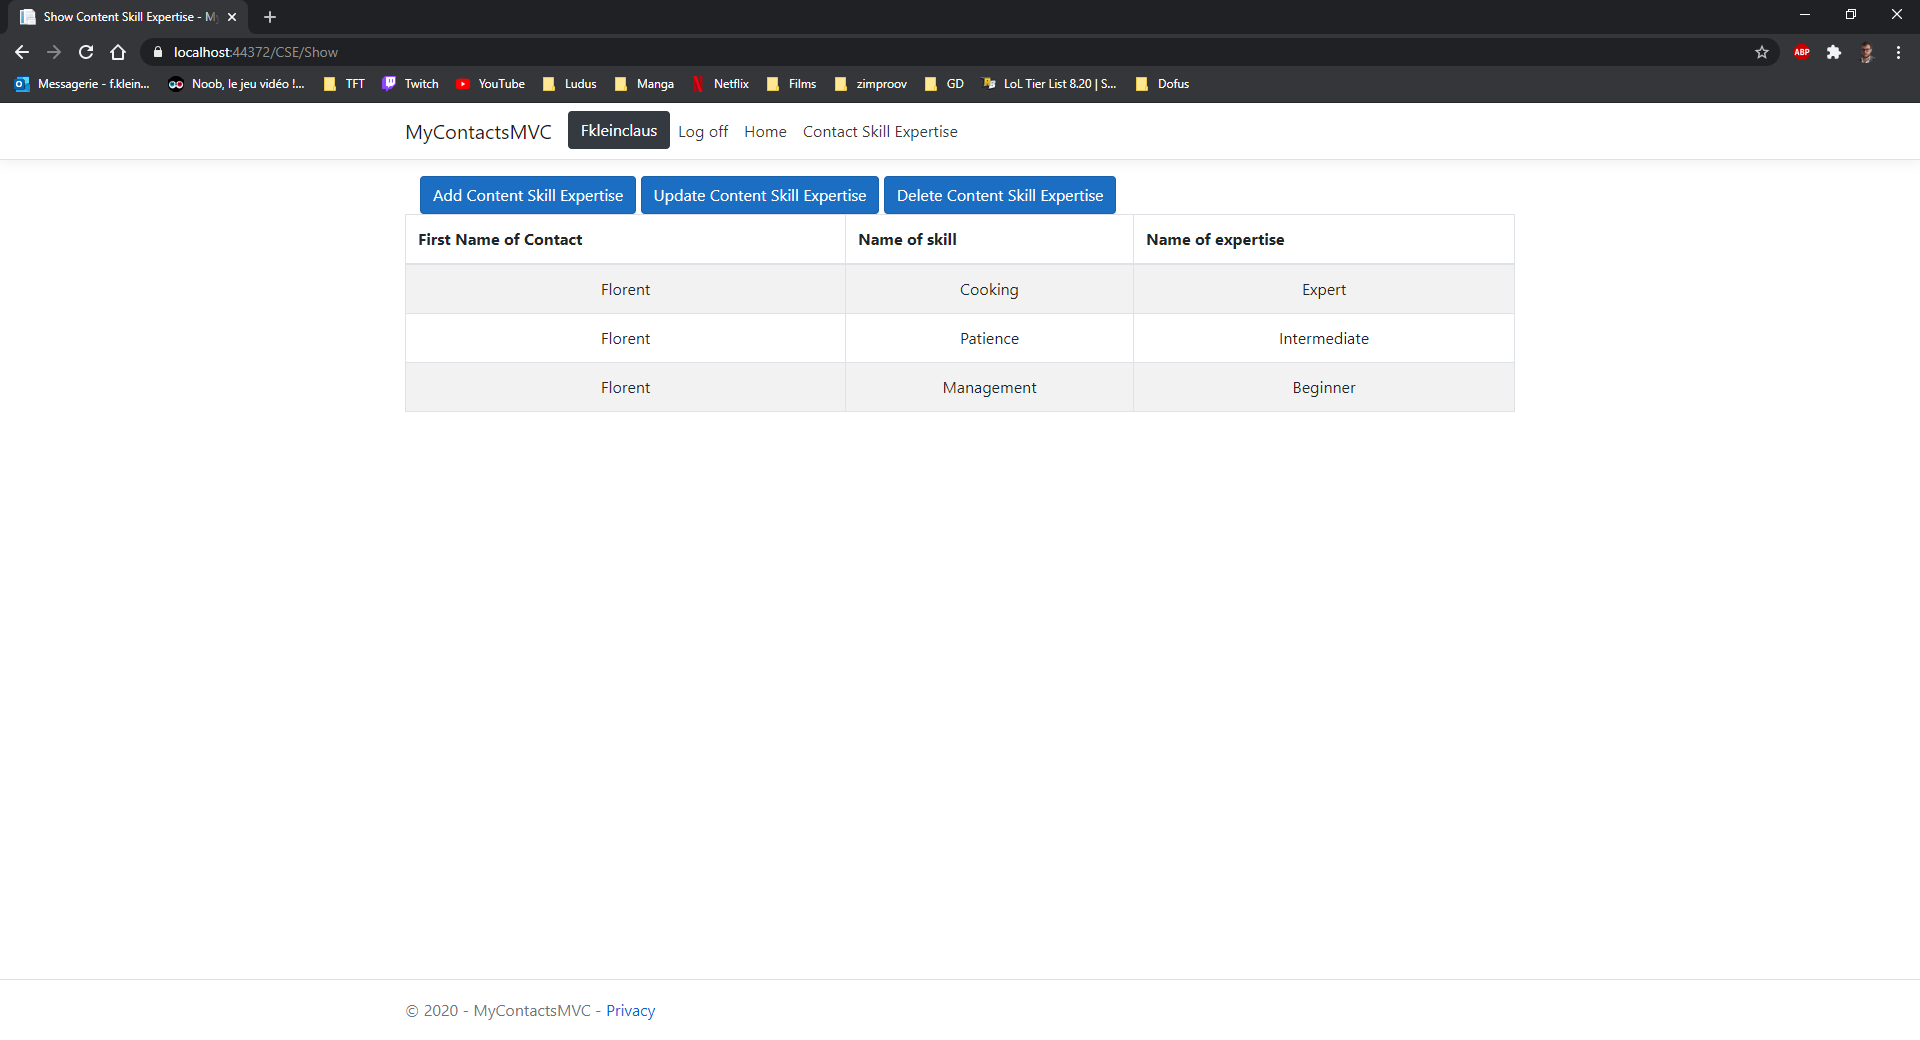 Show Content Skill Expertise - My
localhost:44372/CSE/Show
ABP
Messagerie - f.klein... Noob, le jeu vidéo !... TFT Twitch YouTube Ludus Manga Netflix Films zimproov GD LoL Tier List 8.20 | S... Dofus
MyContactsMVC Fkleinclaus Log off Home Contact Skill Expertise
Add Content Skill Expertise Update Content Skill Expertise Delete Content Skill Expertise
First Name of Contact Name of skill Name of expertise
Florent Cooking Expert
Florent Patience Intermediate
Florent Management Beginner
© 2020 - MyContactsMVC - Privacy